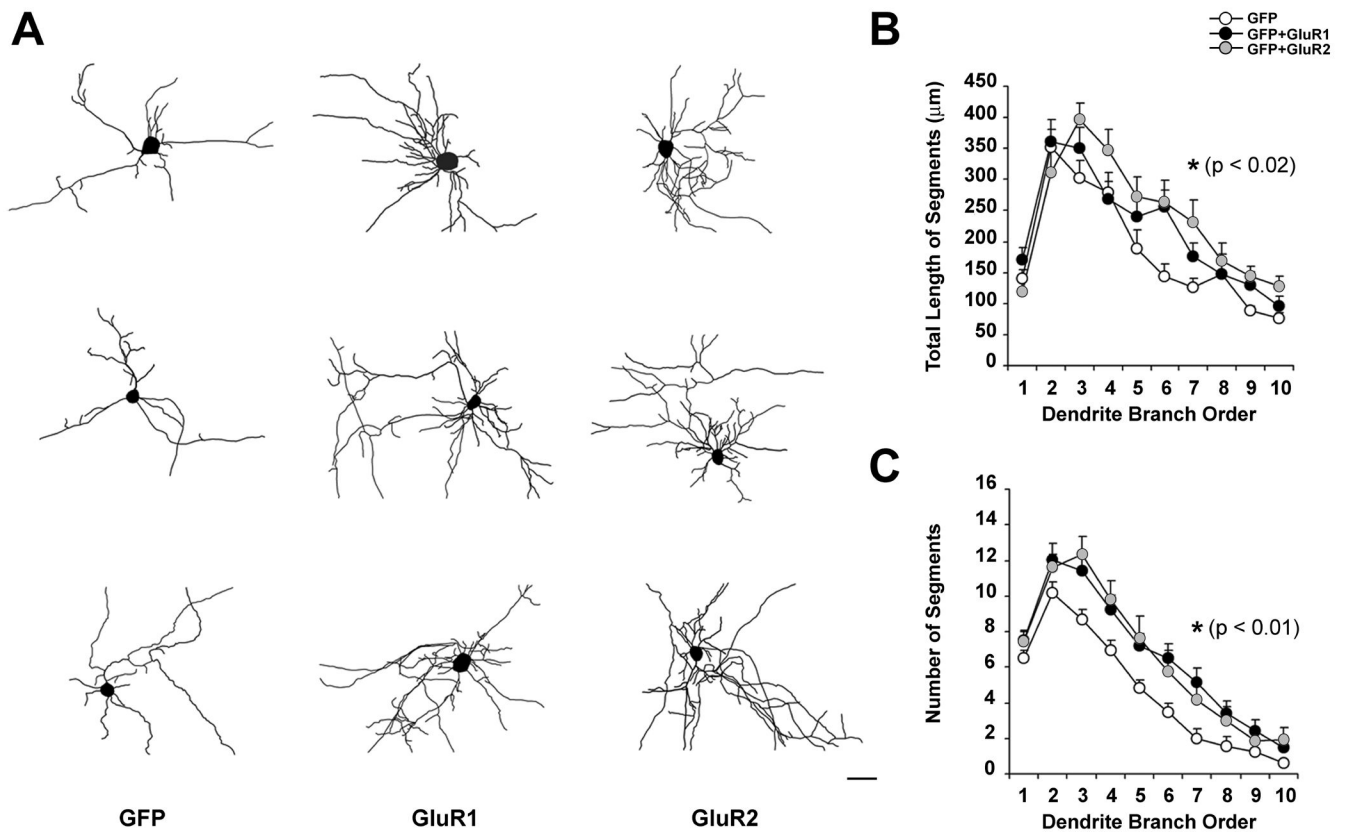 A
GFP
GluR1
GluR2
B
GFP
GFP+GluR1
GFP+GluR2
Total Length of Segments (μm)
450
400
350
300
250
200
150
100
50
0
* (p < 0.02)
1 2 3 4 5 6 7 8 9 10
Dendrite Branch Order
C
Number of Segments
16
14
12
10
8
6
4
2
0
* (p < 0.01)
1 2 3 4 5 6 7 8 9 10
Dendrite Branch Order